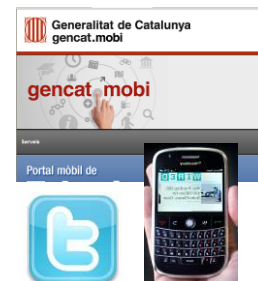 Generalitat de Catalunya
gencat.mobi
gencat mobi
Serveis
Portal mòbil de